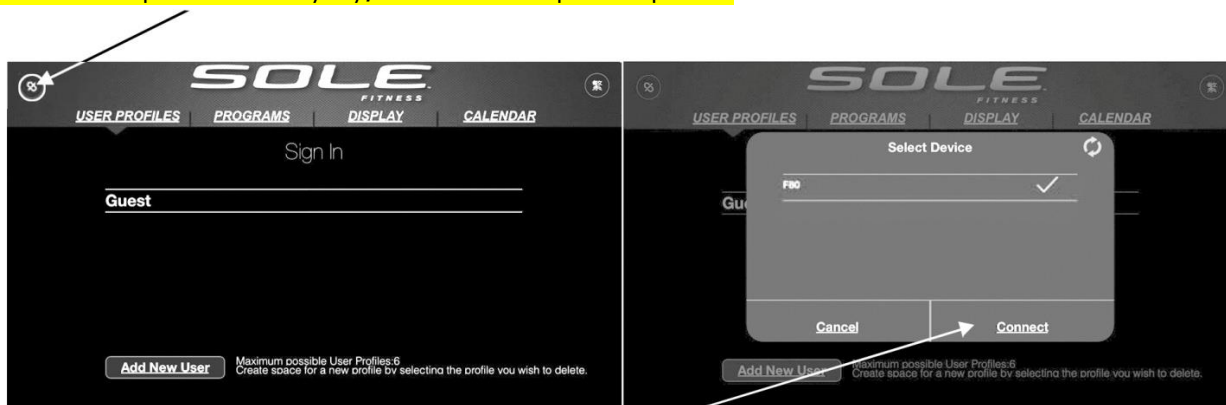 SOLE
FITNESS
繁
USER PROFILES PROGRAMS DISPLAY CALENDAR
Sign In
Guest
Add New User
Maximum possible User Profiles:6
Create space for a new profile by selecting the profile you wish to delete.
SOLE
FITNESS
繁
USER PROFILES PROGRAMS DISPLAY CALENDAR
Select Device
F80
Gu
Cancel Connect
Add New User
Maximum possible User Profiles:6
Create space for a new profile by selecting the profile you wish to delete.